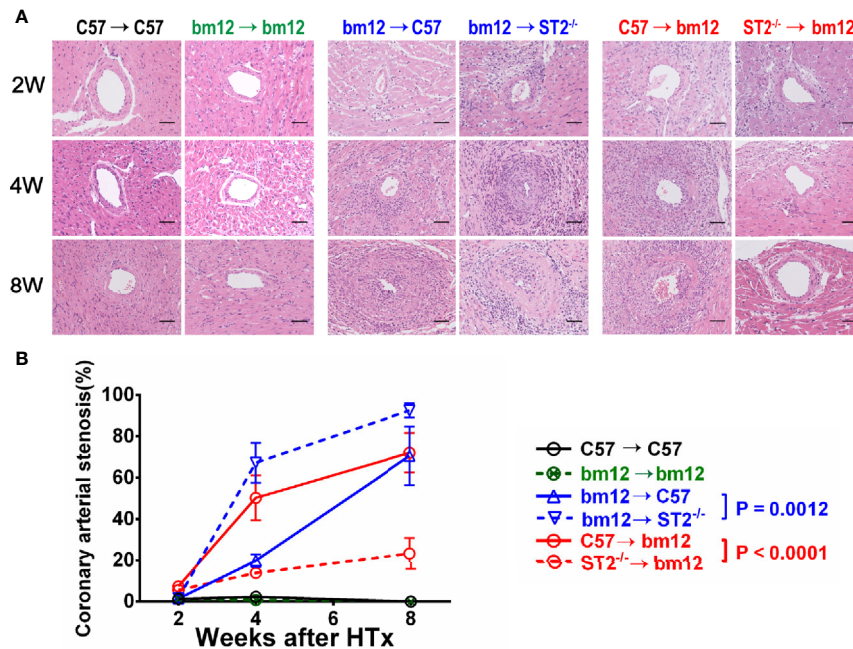 A
C57 → C57 bm12 → bm12 bm12 → C57 bm12 → ST2⁻/⁻ C57 → bm12 ST2⁻/⁻ → bm12
2W
4W
8W
B
Coronary arterial stenosis(%)
100
80
60
40
20
0
2 4 6 8
Weeks after HTx
C57 → C57
bm12 → bm12
bm12 → C57
bm12 → ST2⁻/⁻
P = 0.0012
C57 → bm12
ST2⁻/⁻ → bm12
P < 0.0001